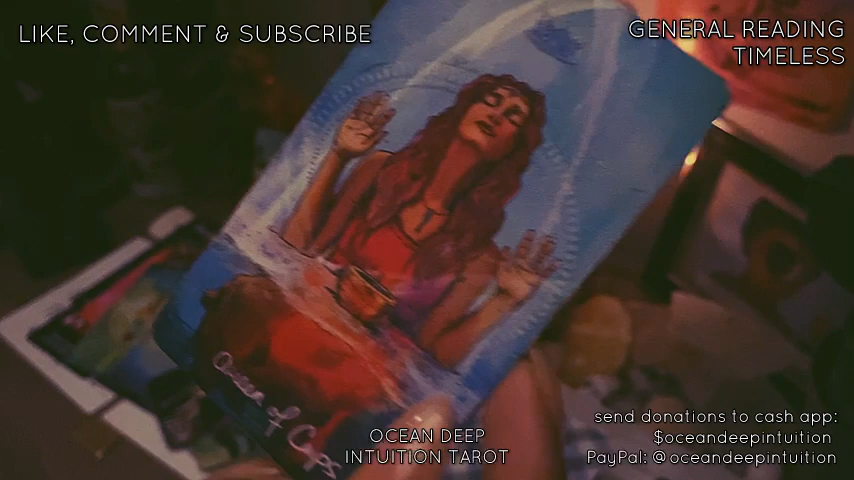 LIKE, COMMENT & SUBSCRIBE
GENERAL READING
TIMELESS
Queen of Cups
OCEAN DEEP
INTUITION TAROT
send donations to cash app:
$oceandeepintuition
PayPal: @oceandeepintuition